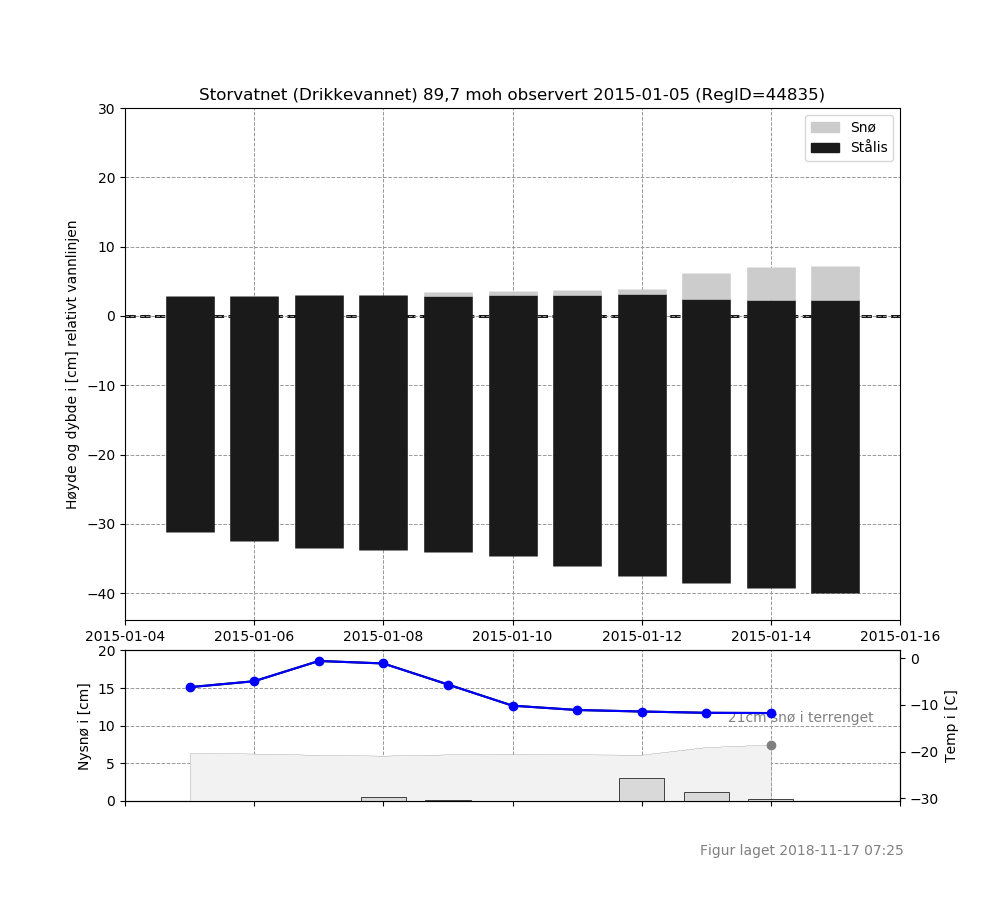 Storvatnet (Drikkevannet) 89,7 moh observert 2015-01-05 (RegID=44835)
Snø
Stålis
Høyde og dybde i [cm] relativt vannlinjen
30
20
10
0
−10
−20
−30
−40
2015-01-04 2015-01-06 2015-01-08 2015-01-10 2015-01-12 2015-01-14 2015-01-16
Nysnø i [cm]
20
15
10
5
0
21cm snø i terrenget
0
−10
−20
−30
Temp i [C]
Figur laget 2018-11-17 07:25